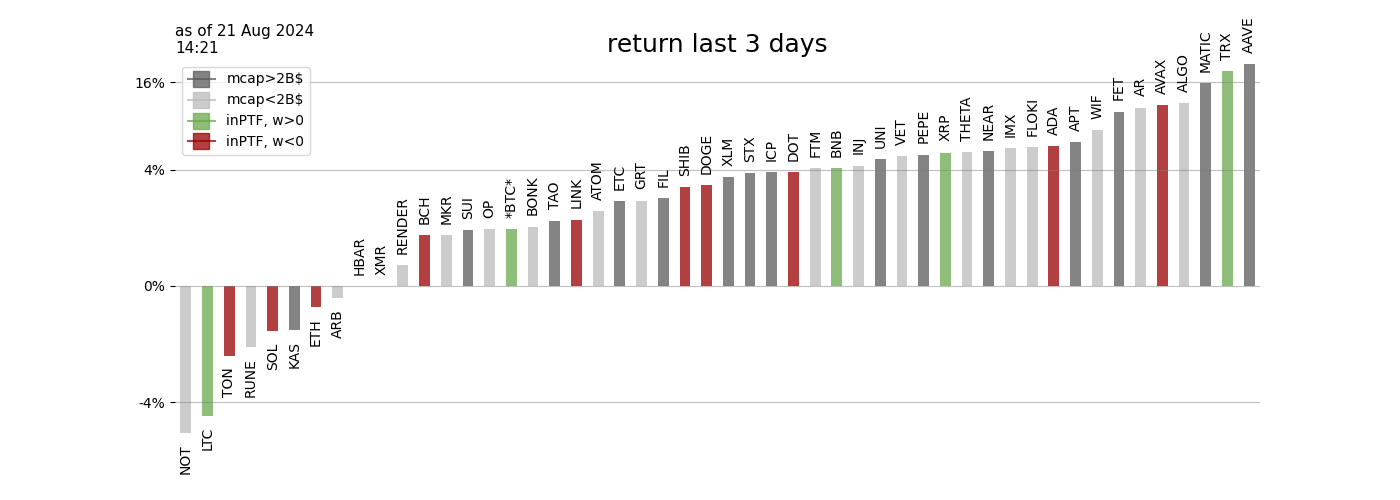 as of 21 Aug 2024
14:21
return last 3 days
mcap>2B$
mcap<2B$
inPTF, w>0
inPTF, w<0
16%
4%
0%
-4%
NOT
LTC
TON
RUNE
SOL
KAS
ETH
ARB
HBAR
XMR
RENDER
BCH
MKR
SUI
OP
*BTC*
BONK
TAO
LINK
ATOM
ETC
GRT
FIL
SHIB
DOGE
XLM
STX
ICP
DOT
FTM
BNB
INJ
UNI
VET
PEPE
XRP
THETA
NEAR
IMX
FLOKI
ADA
APT
WIF
FET
AR
AVAX
ALGO
MATIC
TRX
AAVE